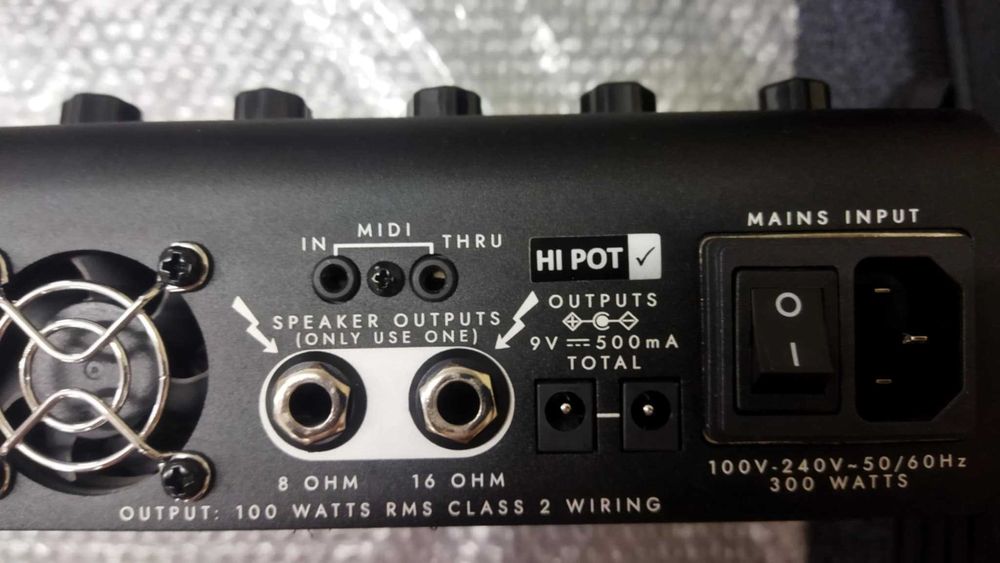 MIDI
IN THRU
HI POT ✓
MAINS INPUT
SPEAKER OUTPUTS
(ONLY USE ONE)
OUTPUTS
9V ⎓ 500mA
TOTAL
O
I
8 OHM 16 OHM
100V-240V~50/60Hz
300 WATTS
OUTPUT: 100 WATTS RMS CLASS 2 WIRING